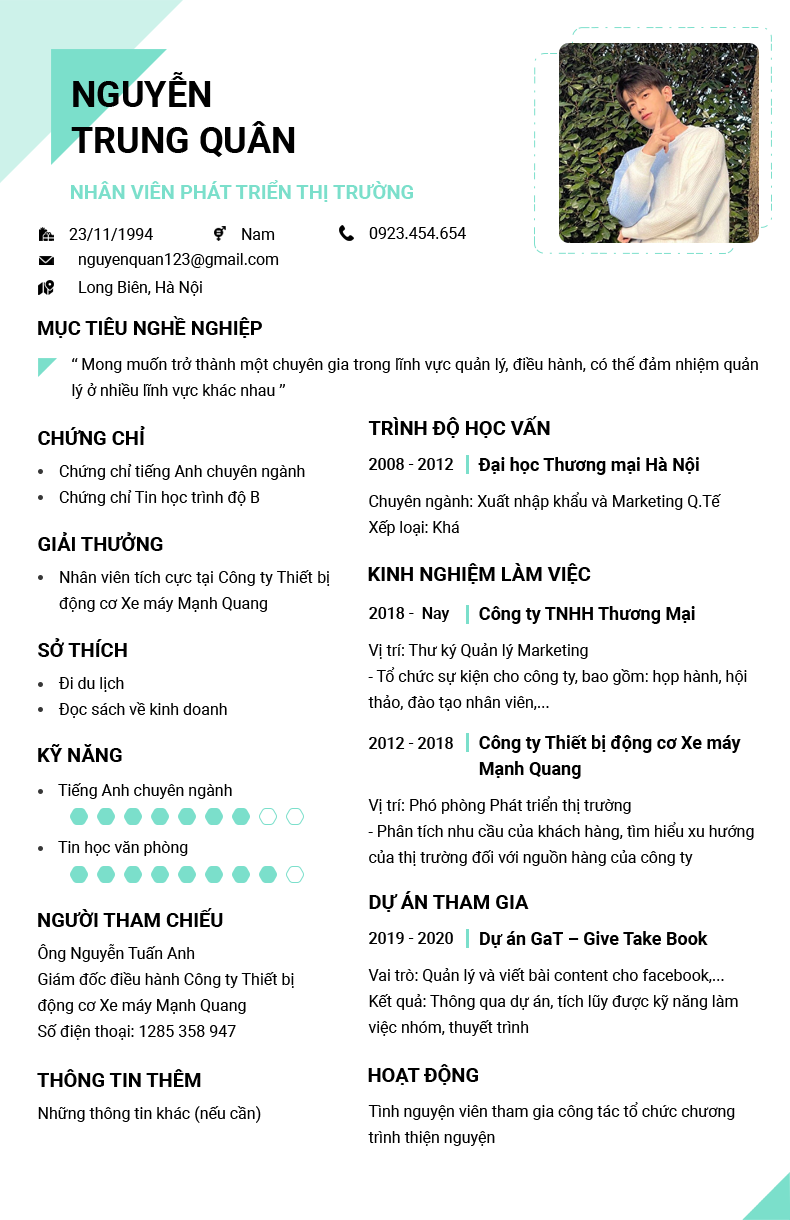 NGUYỄN
TRUNG QUÂN
NHÂN VIÊN PHÁT TRIỂN THỊ TRƯỜNG
23/11/1994 Nam 0923.454.654
nguyenquan123@gmail.com
Long Biên, Hà Nội
MỤC TIÊU NGHỀ NGHIỆP
“ Mong muốn trở thành một chuyên gia trong lĩnh vực quản lý, điều hành, có thể đảm nhiệm quản
lý ở nhiều lĩnh vực khác nhau ”
CHỨNG CHỈ
• Chứng chỉ tiếng Anh chuyên ngành
• Chứng chỉ Tin học trình độ B
GIẢI THƯỞNG
• Nhân viên tích cực tại Công ty Thiết bị
động cơ Xe máy Mạnh Quang
SỞ THÍCH
• Đi du lịch
• Đọc sách về kinh doanh
KỸ NĂNG
• Tiếng Anh chuyên ngành
• Tin học văn phòng
NGƯỜI THAM CHIẾU
Ông Nguyễn Tuấn Anh
Giám đốc điều hành Công ty Thiết bị
động cơ Xe máy Mạnh Quang
Số điện thoại: 1285 358 947
THÔNG TIN THÊM
Những thông tin khác (nếu cần)
TRÌNH ĐỘ HỌC VẤN
2008 - 2012 Đại học Thương mại Hà Nội
Chuyên ngành: Xuất nhập khẩu và Marketing Q.Tế
Xếp loại: Khá
KINH NGHIỆM LÀM VIỆC
2018 - Nay Công ty TNHH Thương Mại
Vị trí: Thư ký Quản lý Marketing
- Tổ chức sự kiện cho công ty, bao gồm: họp hành, hội
thảo, đào tạo nhân viên,...
2012 - 2018 Công ty Thiết bị động cơ Xe máy
Mạnh Quang
Vị trí: Phó phòng Phát triển thị trường
- Phân tích nhu cầu của khách hàng, tìm hiểu xu hướng
của thị trường đối với nguồn hàng của công ty
DỰ ÁN THAM GIA
2019 - 2020 Dự án GaT – Give Take Book
Vai trò: Quản lý và viết bài content cho facebook,...
Kết quả: Thông qua dự án, tích lũy được kỹ năng làm
việc nhóm, thuyết trình
HOẠT ĐỘNG
Tình nguyện viên tham gia công tác tổ chức chương
trình thiện nguyện